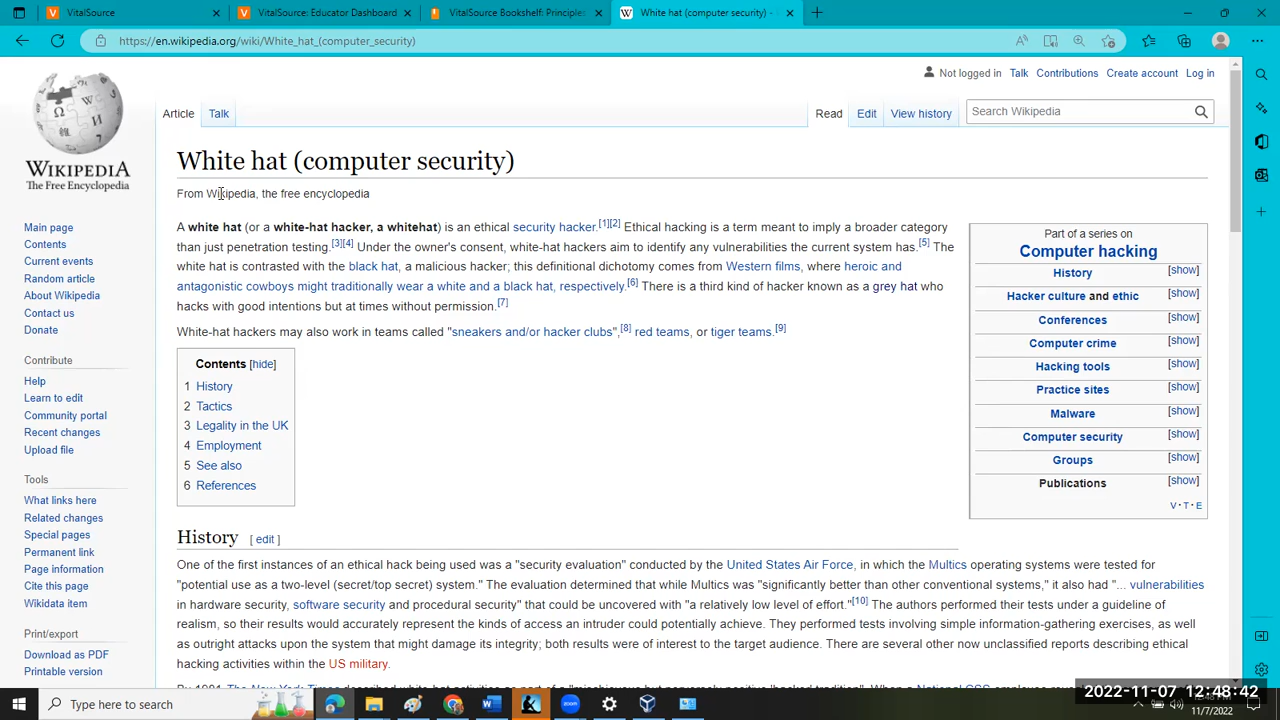 VitalSource
VitalSource: Educator Dashboard
VitalSource Bookshelf: Principles
White hat (computer security) -
https://en.wikipedia.org/wiki/White_hat_(computer_security)
Not logged in Talk Contributions Create account Log in
Article Talk Read Edit View history Search Wikipedia
WIKIPEDIA
The Free Encyclopedia
Main page
Contents
Current events
Random article
About Wikipedia
Contact us
Donate
Contribute
Help
Learn to edit
Community portal
Recent changes
Upload file
Tools
What links here
Related changes
Special pages
Permanent link
Page information
Cite this page
Wikidata item
Print/export
Download as PDF
Printable version
White hat (computer security)
From Wikipedia, the free encyclopedia
A white hat (or a white-hat hacker, a whitehat) is an ethical security hacker.[1][2] Ethical hacking is a term meant to imply a broader category
than just penetration testing.[3][4] Under the owner's consent, white-hat hackers aim to identify any vulnerabilities the current system has.[5] The
white hat is contrasted with the black hat, a malicious hacker; this definitional dichotomy comes from Western films, where heroic and
antagonistic cowboys might traditionally wear a white and a black hat, respectively.[6] There is a third kind of hacker known as a grey hat who
hacks with good intentions but at times without permission.[7]
White-hat hackers may also work in teams called "sneakers and/or hacker clubs",[8] red teams, or tiger teams.[9]
Contents [hide]
1 History
2 Tactics
3 Legality in the UK
4 Employment
5 See also
6 References
Part of a series on
Computer hacking
History [show]
Hacker culture and ethic [show]
Conferences [show]
Computer crime [show]
Hacking tools [show]
Practice sites [show]
Malware [show]
Computer security [show]
Groups [show]
Publications [show]
V · T · E
History [ edit ]
One of the first instances of an ethical hack being used was a "security evaluation" conducted by the United States Air Force, in which the Multics operating systems were tested for
"potential use as a two-level (secret/top secret) system." The evaluation determined that while Multics was "significantly better than other conventional systems," it also had "... vulnerabilities
in hardware security, software security and procedural security" that could be uncovered with "a relatively low level of effort."[10] The authors performed their tests under a guideline of
realism, so their results would accurately represent the kinds of access an intruder could potentially achieve. They performed tests involving simple information-gathering exercises, as well
as outright attacks upon the system that might damage its integrity; both results were of interest to the target audience. There are several other now unclassified reports describing ethical
hacking activities within the US military.
Type here to search
zoom
2022-11-07 12:48:42
11/7/2022